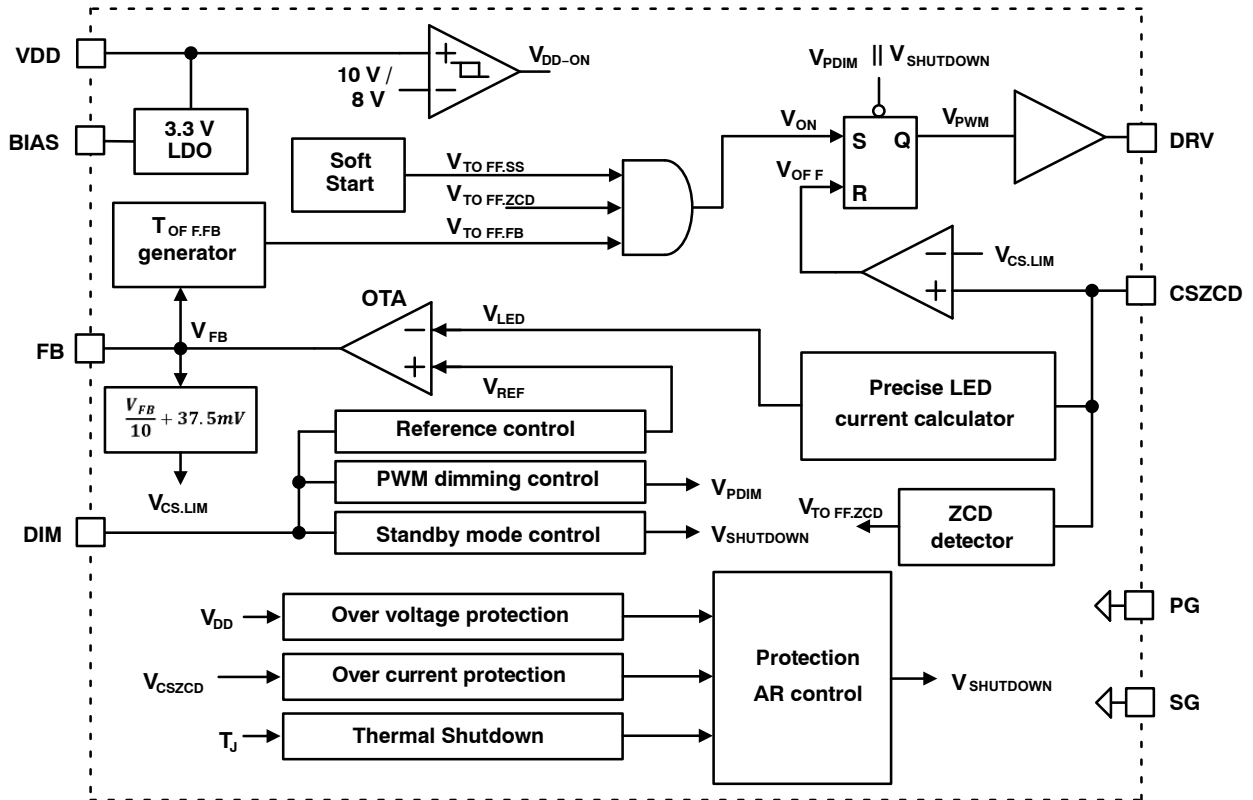 VDD
10 V /
8 V
+
−
VDD−ON
VPDIM || VSHUTDOWN
BIAS
3.3 V
LDO
Soft
Start
VTO FF.SS
VTO FF.ZCD
VTO FF.FB
VON
VOF F
S
Q
R
VPWM
DRV
TOF F.FB
generator
−
+
VCS.LIM
CSZCD
OTA
FB
VFB
−
+
VLED
VREF
Precise LED
current calculator
VFB/10 + 37.5mV
VCS.LIM
Reference control
PWM dimming control
VPDIM
DIM
Standby mode control
VSHUTDOWN
VTO FF.ZCD
ZCD
detector
VDD
Over voltage protection
VCSZCD
Over current protection
TJ
Thermal Shutdown
Protection
AR control
VSHUTDOWN
PG
SG